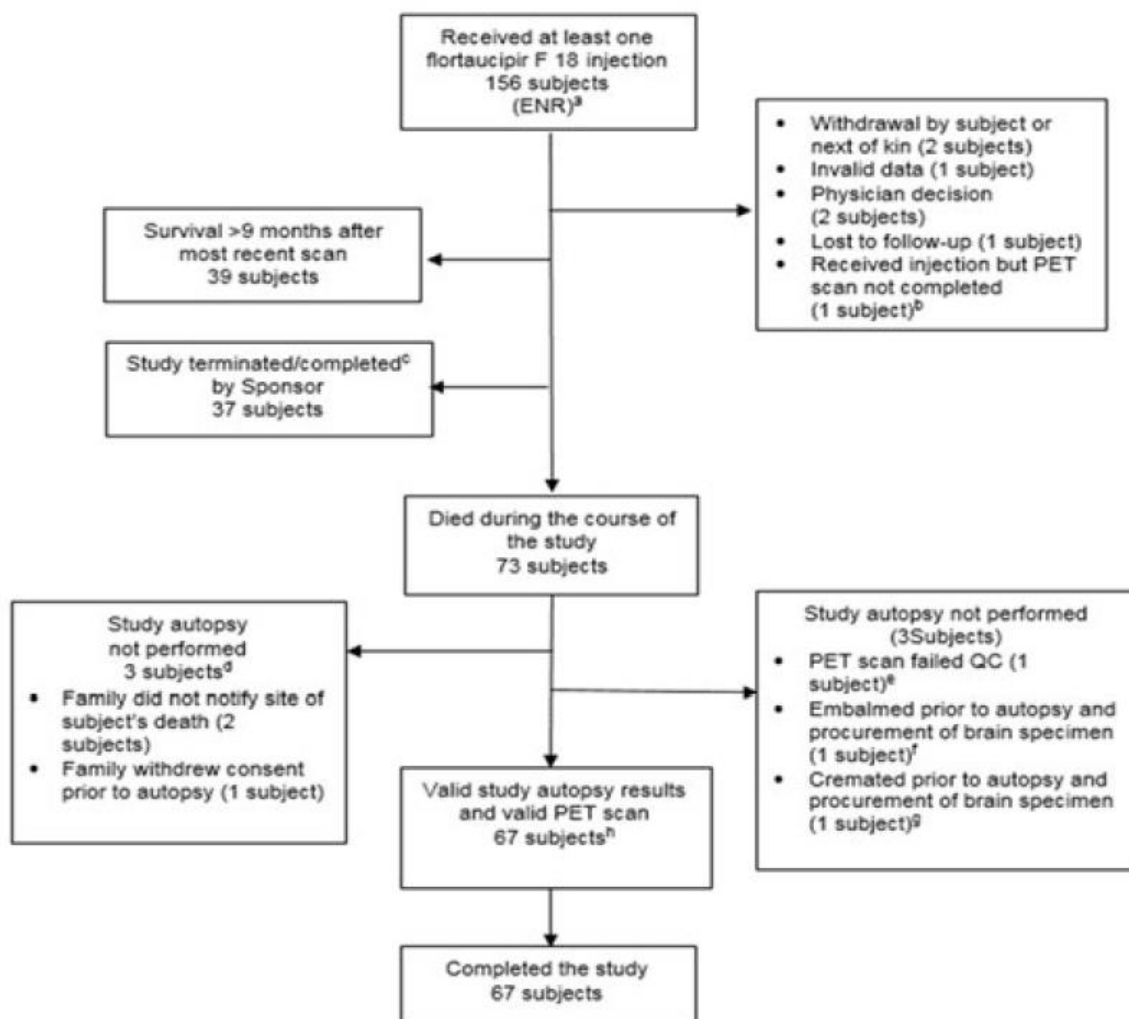 Received at least one
flortaucipir F 18 injection
156 subjects
(ENR)a
• Withdrawal by subject or
next of kin (2 subjects)
• Invalid data (1 subject)
• Physician decision
(2 subjects)
• Lost to follow-up (1 subject)
• Received injection but PET
scan not completed
(1 subject)b
Survival >9 months after
most recent scan
39 subjects
Study terminated/completedc
by Sponsor
37 subjects
Died during the course of
the study
73 subjects
Study autopsy
not performed
3 subjectsd
• Family did not notify site of
subject's death (2
subjects)
• Family withdrew consent
prior to autopsy (1 subject)
Study autopsy not performed
(3Subjects)
• PET scan failed QC (1
subject)e
• Embalmed prior to autopsy and
procurement of brain specimen
(1 subject)f
• Cremated prior to autopsy and
procurement of brain specimen
(1 subject)g
Valid study autopsy results
and valid PET scan
67 subjectsh
Completed the study
67 subjects